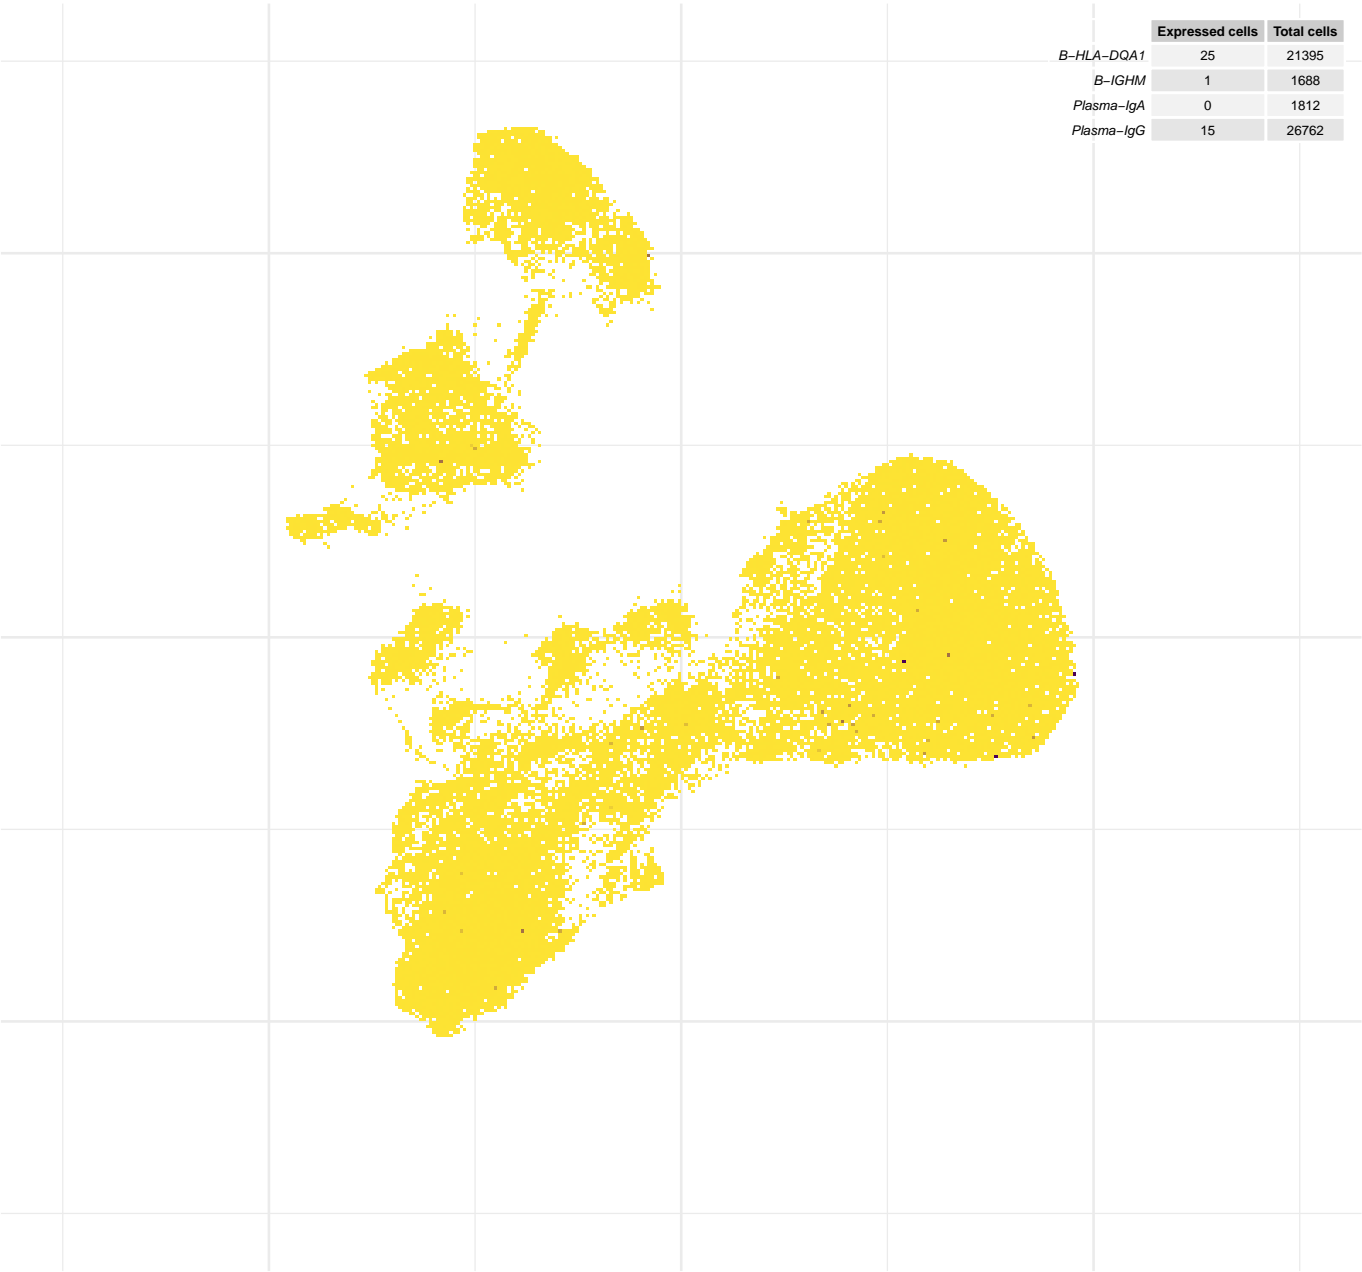 Expressed cells Total cells
B−HLA−DQA1 25 21395
B−IGHM 1 1688
Plasma−IgA 0 1812
Plasma−IgG 15 26762